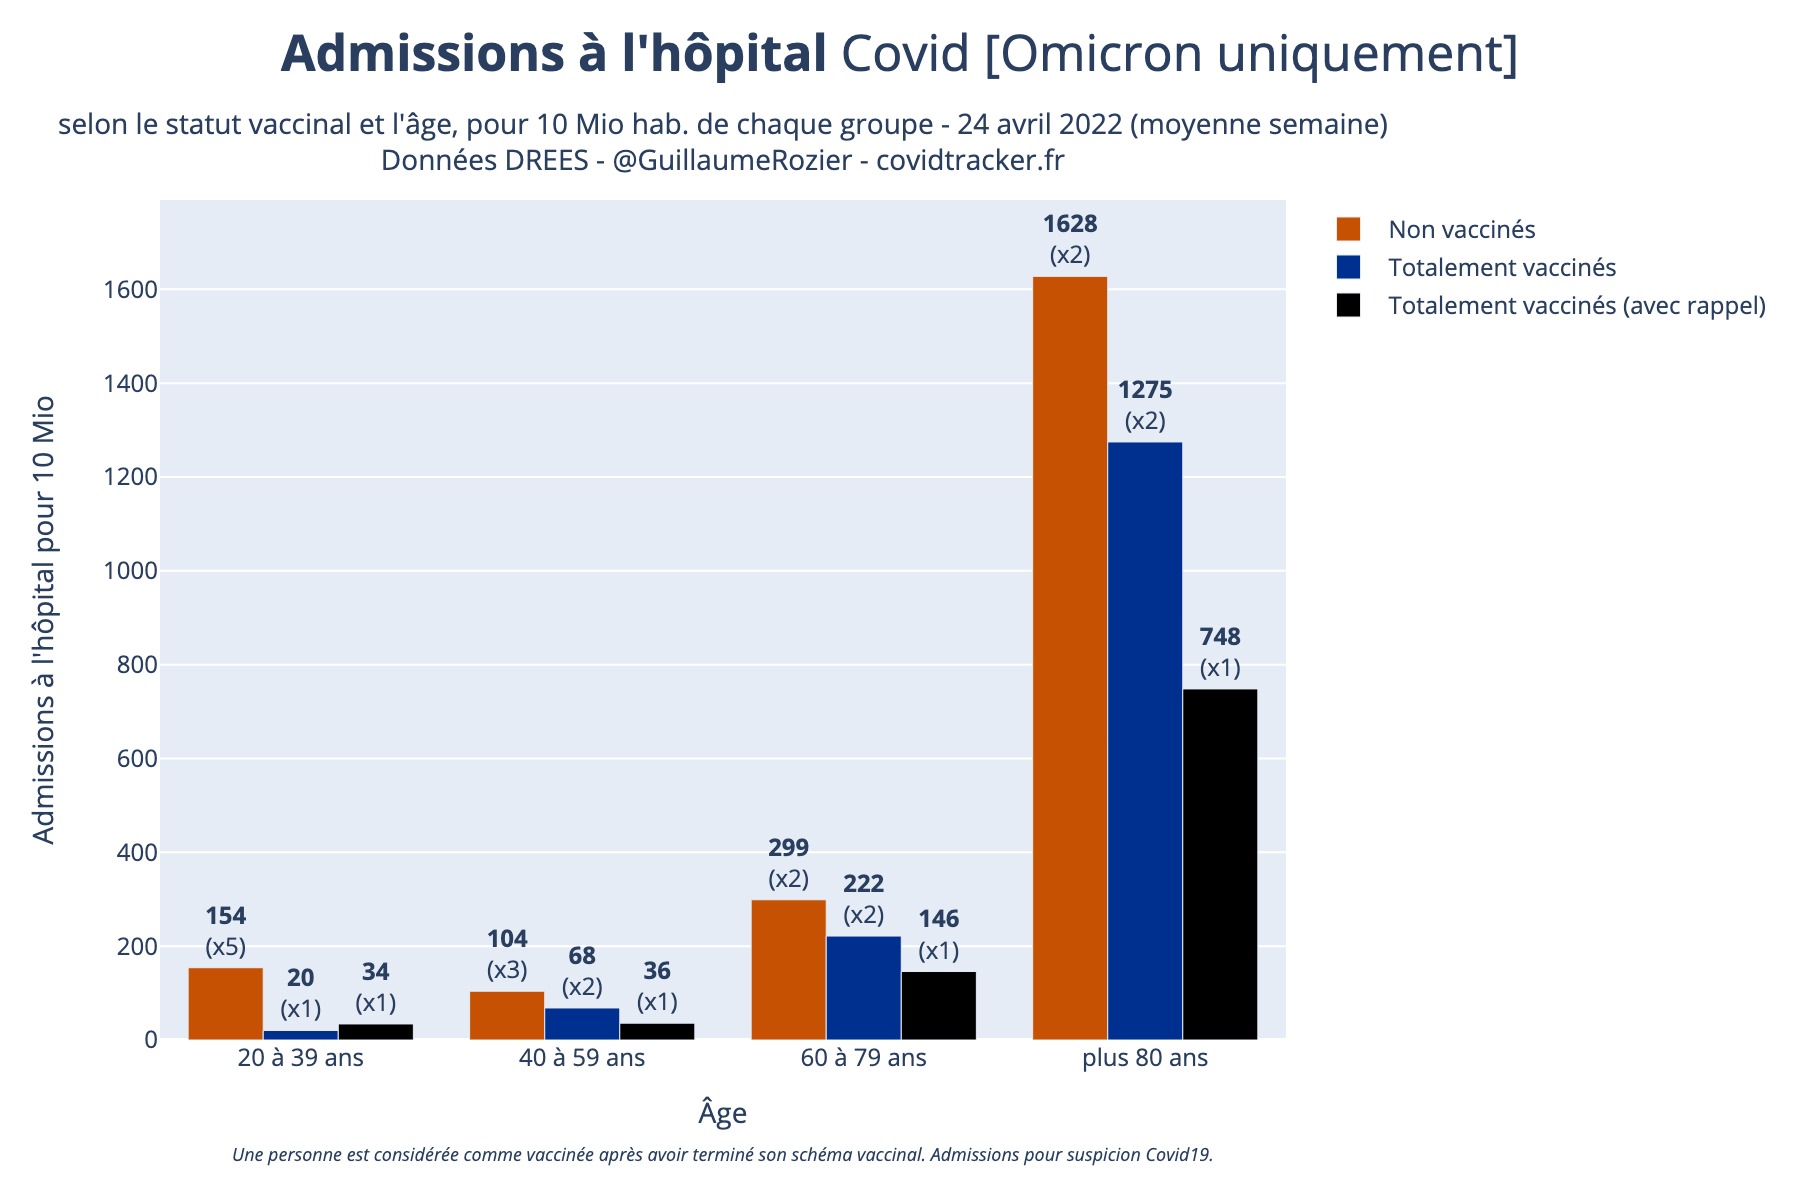 Admissions à l'hôpital Covid [Omicron uniquement]
selon le statut vaccinal et l'âge, pour 10 Mio hab. de chaque groupe - 24 avril 2022 (moyenne semaine)
Données DREES - @GuillaumeRozier - covidtracker.fr
Non vaccinés
Totalement vaccinés
Totalement vaccinés (avec rappel)
Admissions à l'hôpital pour 10 Mio
1600
1400
1200
1000
800
600
400
200
0
154
(x5)
20
(x1)
34
(x1)
104
(x3)
68
(x2)
36
(x1)
299
(x2)
222
(x2)
146
(x1)
1628
(x2)
1275
(x2)
748
(x1)
20 à 39 ans
40 à 59 ans
60 à 79 ans
plus 80 ans
Âge
Une personne est considérée comme vaccinée après avoir terminé son schéma vaccinal. Admissions pour suspicion Covid19.